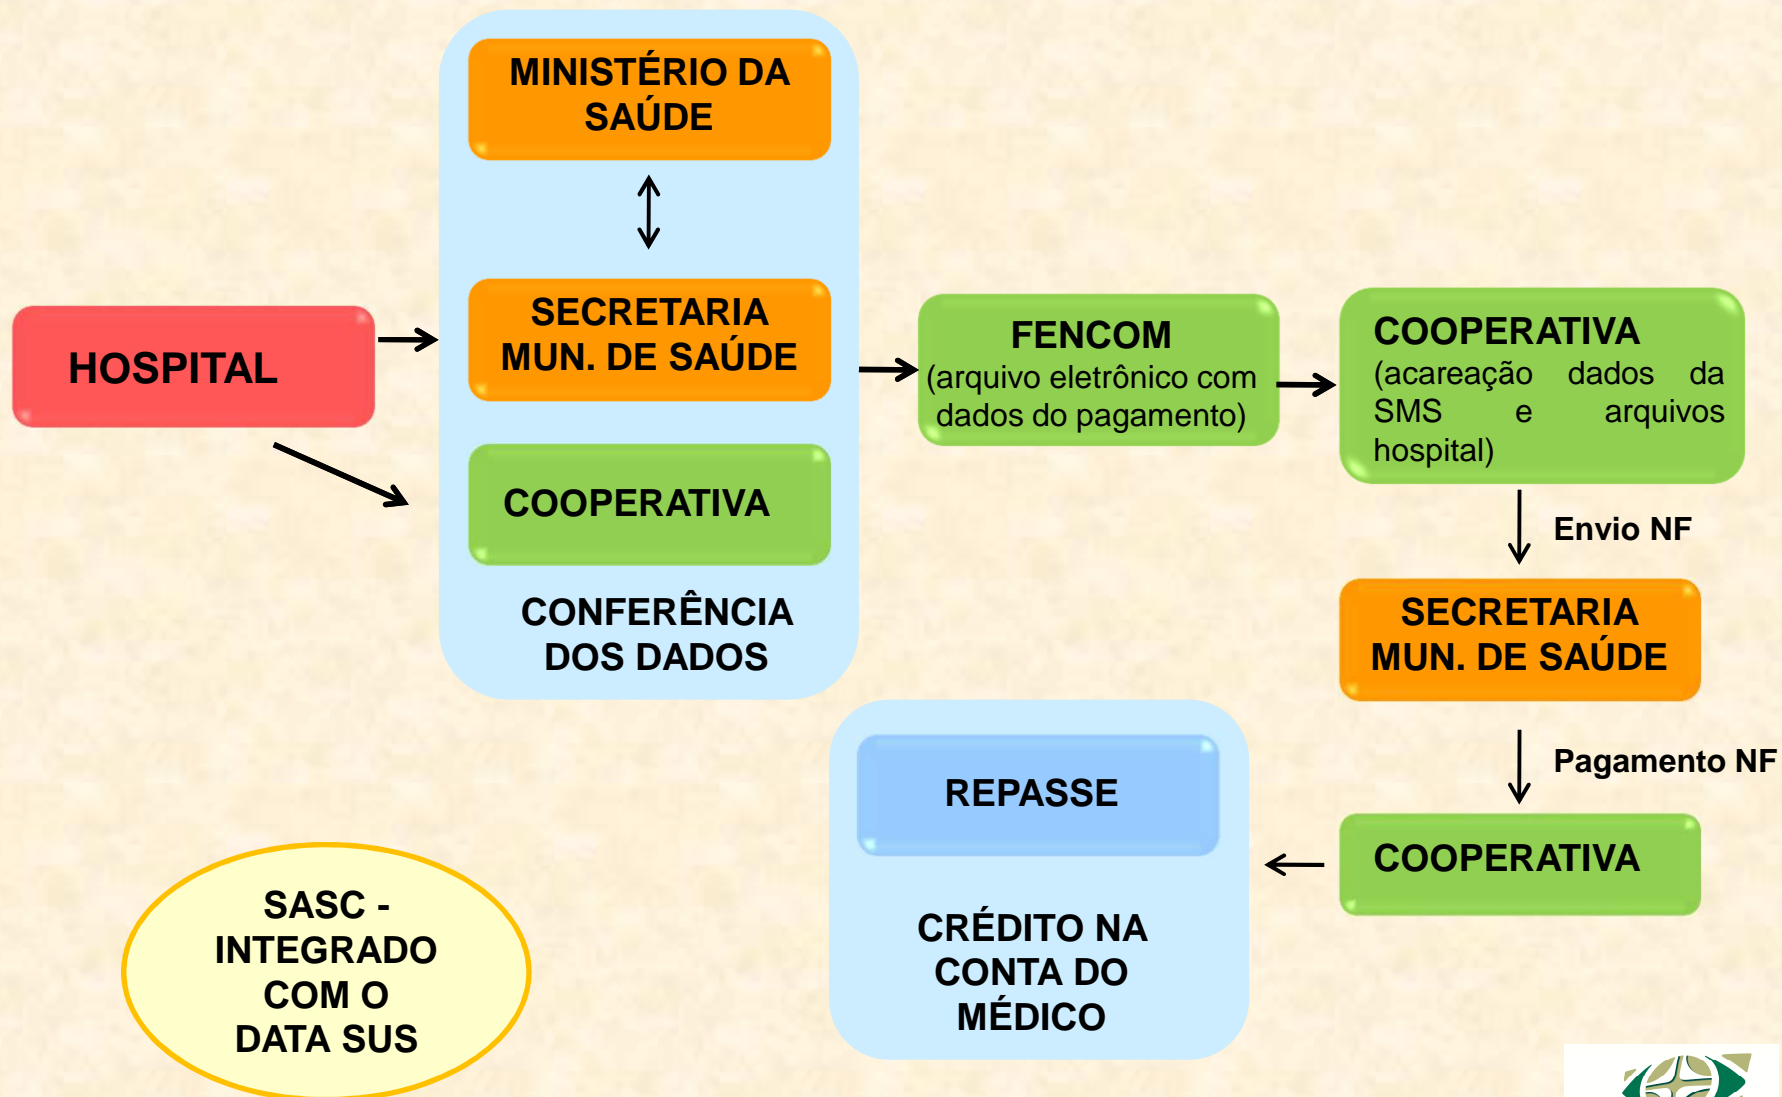 MINISTÉRIO DA
SAÚDE
SECRETARIA
MUN. DE SAÚDE
HOSPITAL
COOPERATIVA
CONFERÊNCIA
DOS DADOS
FENCOM
(arquivo eletrônico com
dados do pagamento)
COOPERATIVA
(acareação dados da
SMS e arquivos
hospital)
Envio NF
SECRETARIA
MUN. DE SAÚDE
Pagamento NF
COOPERATIVA
REPASSE
CRÉDITO NA
CONTA DO
MÉDICO
SASC -
INTEGRADO
COM O
DATA SUS